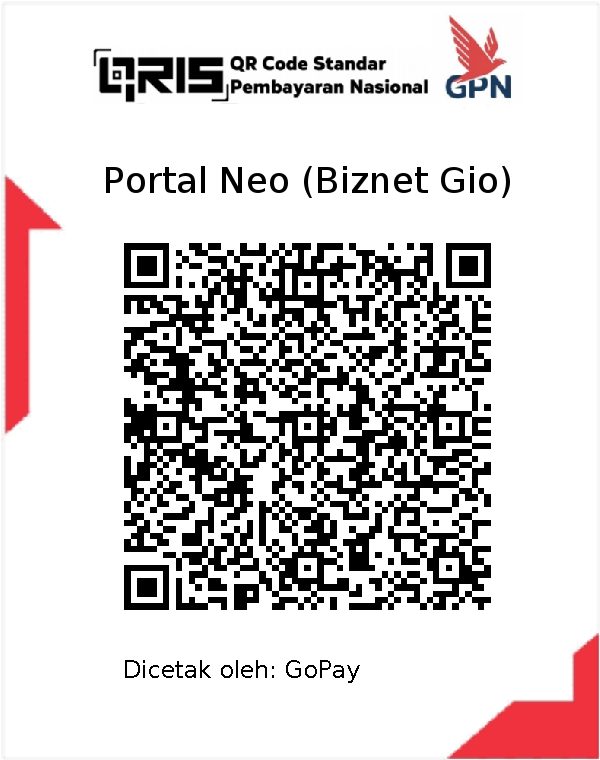 QRIS
QR Code Standar
Pembayaran Nasional
GPN
Portal Neo (Biznet Gio)
Dicetak oleh: GoPay